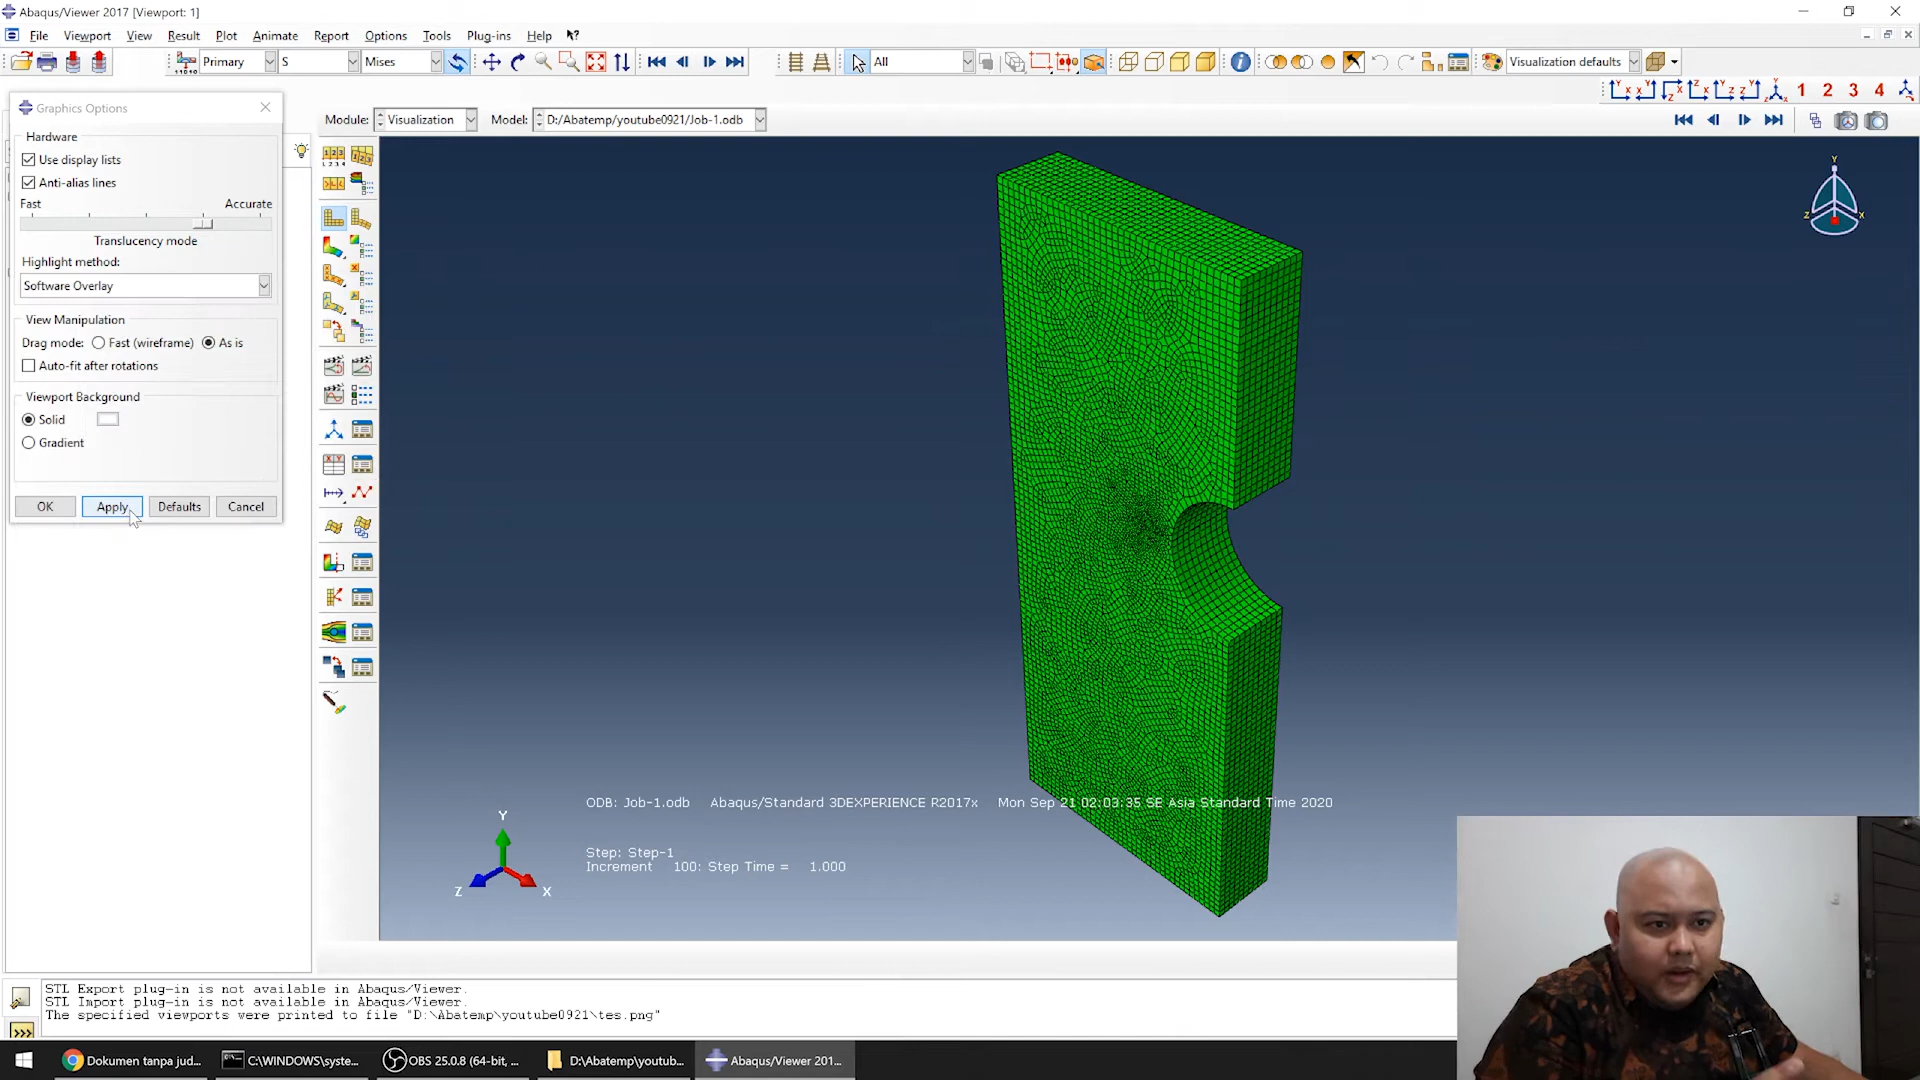 Abaqus/Viewer 2017 [Viewport: 1]
File Viewport View Result Plot Animate Report Options Tools Plug-ins Help
Primary S Mises All Visualization defaults
1 2 3 4
Graphics Options
Module: Visualization Model: D:/Abatemp/youtube0921/Job-1.odb
Hardware
Use display lists
Anti-alias lines
Fast Accurate
Translucency mode
Highlight method:
Software Overlay
View Manipulation
Drag mode: Fast (wireframe) As is
Auto-fit after rotations
Viewport Background
Solid
Gradient
OK Apply Defaults Cancel
Y
Z X
ODB: Job-1.odb Abaqus/Standard 3DEXPERIENCE R2017x Mon Sep 21 02:03:35 SE Asia Standard Time 2020
Step: Step-1
Increment 100: Step Time = 1.000
Y
Z X
STL Export plug-in is not available in Abaqus/Viewer.
STL Import plug-in is not available in Abaqus/Viewer.
The specified viewports were printed to file "D:\Abatemp\youtube0921\tes.png"
>>>
Dokumen tanpa jud... C:\WINDOWS\syste... OBS 25.0.8 (64-bit, ... D:\Abatemp\youtub... Abaqus/Viewer 201...